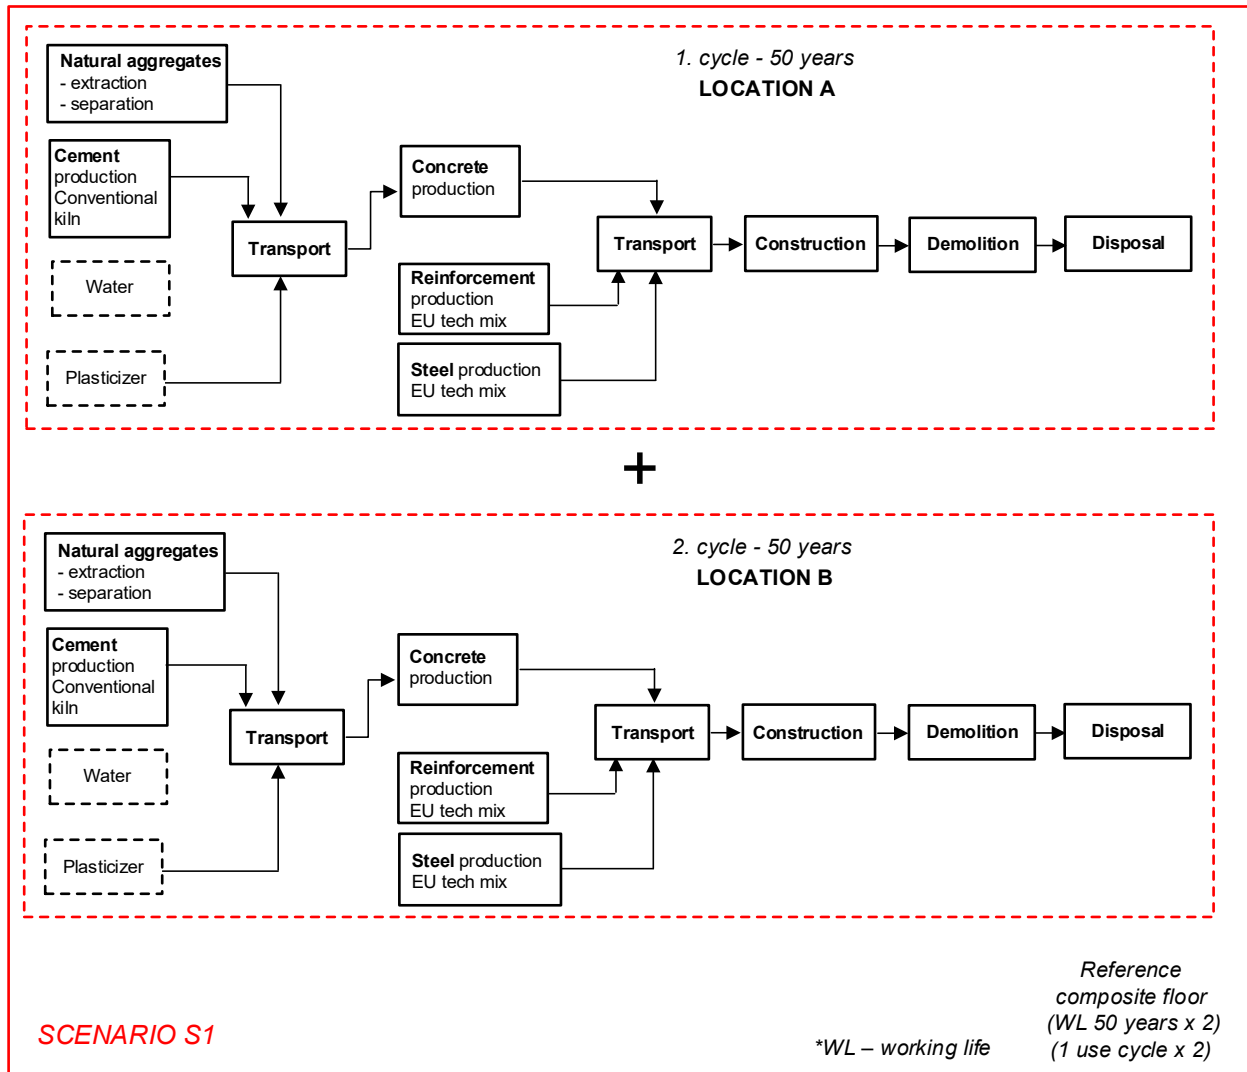 Natural aggregates
- extraction
- separation
1. cycle - 50 years
LOCATION A
Cement
production
Conventional
kiln
Concrete
production
Transport
Transport
Construction
Demolition
Disposal
Water
Reinforcement
production
EU tech mix
Plasticizer
Steel production
EU tech mix
+
Natural aggregates
- extraction
- separation
2. cycle - 50 years
LOCATION B
Cement
production
Conventional
kiln
Concrete
production
Transport
Transport
Construction
Demolition
Disposal
Water
Reinforcement
production
EU tech mix
Plasticizer
Steel production
EU tech mix
SCENARIO S1
*WL – working life
Reference
composite floor
(WL 50 years x 2)
(1 use cycle x 2)